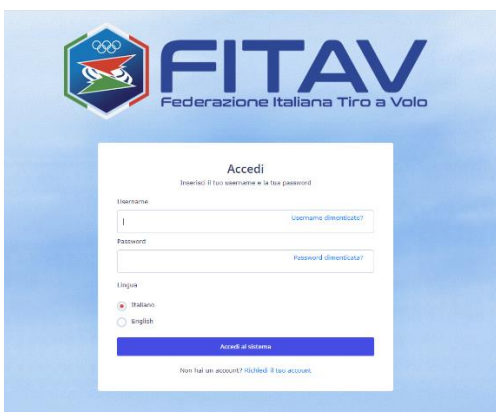 FITAV
Federazione Italiana Tiro a Volo
Accedi
Inserisci il tuo username e la tua password
Username
Username dimenticato?
Password
Password dimenticata?
Lingua
Italiano
English
Accedi al sistema
Non hai un account? Richiedi il tuo account